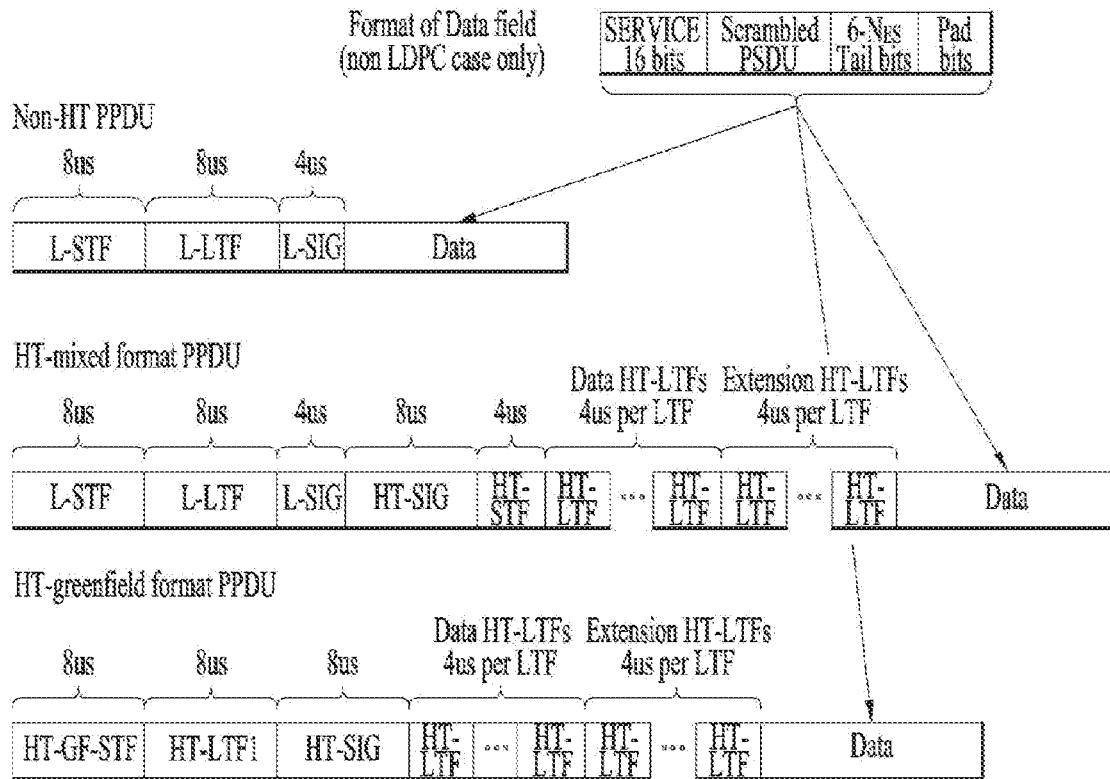 Format of Data field
(non LDPC case only)
SERVICE 16 bits
Scrambled PSDU
6-NES Tail bits
Pad bits
Non-HT PPDU
8us 8us 4us
L-STF L-LTF L-SIG Data
HT-mixed format PPDU
Data HT-LTFs 4us per LTF
Extension HT-LTFs 4us per LTF
8us 8us 4us 8us 4us
L-STF L-LTF L-SIG HT-SIG HT-STF HT-LTF ... HT-LTF HT-LTF ... HT-LTF Data
HT-greenfield format PPDU
Data HT-LTFs 4us per LTF
Extension HT-LTFs 4us per LTF
8us 8us 8us
HT-GF-STF HT-LTF1 HT-SIG HT-LTF ... HT-LTF HT-LTF ... HT-LTF Data